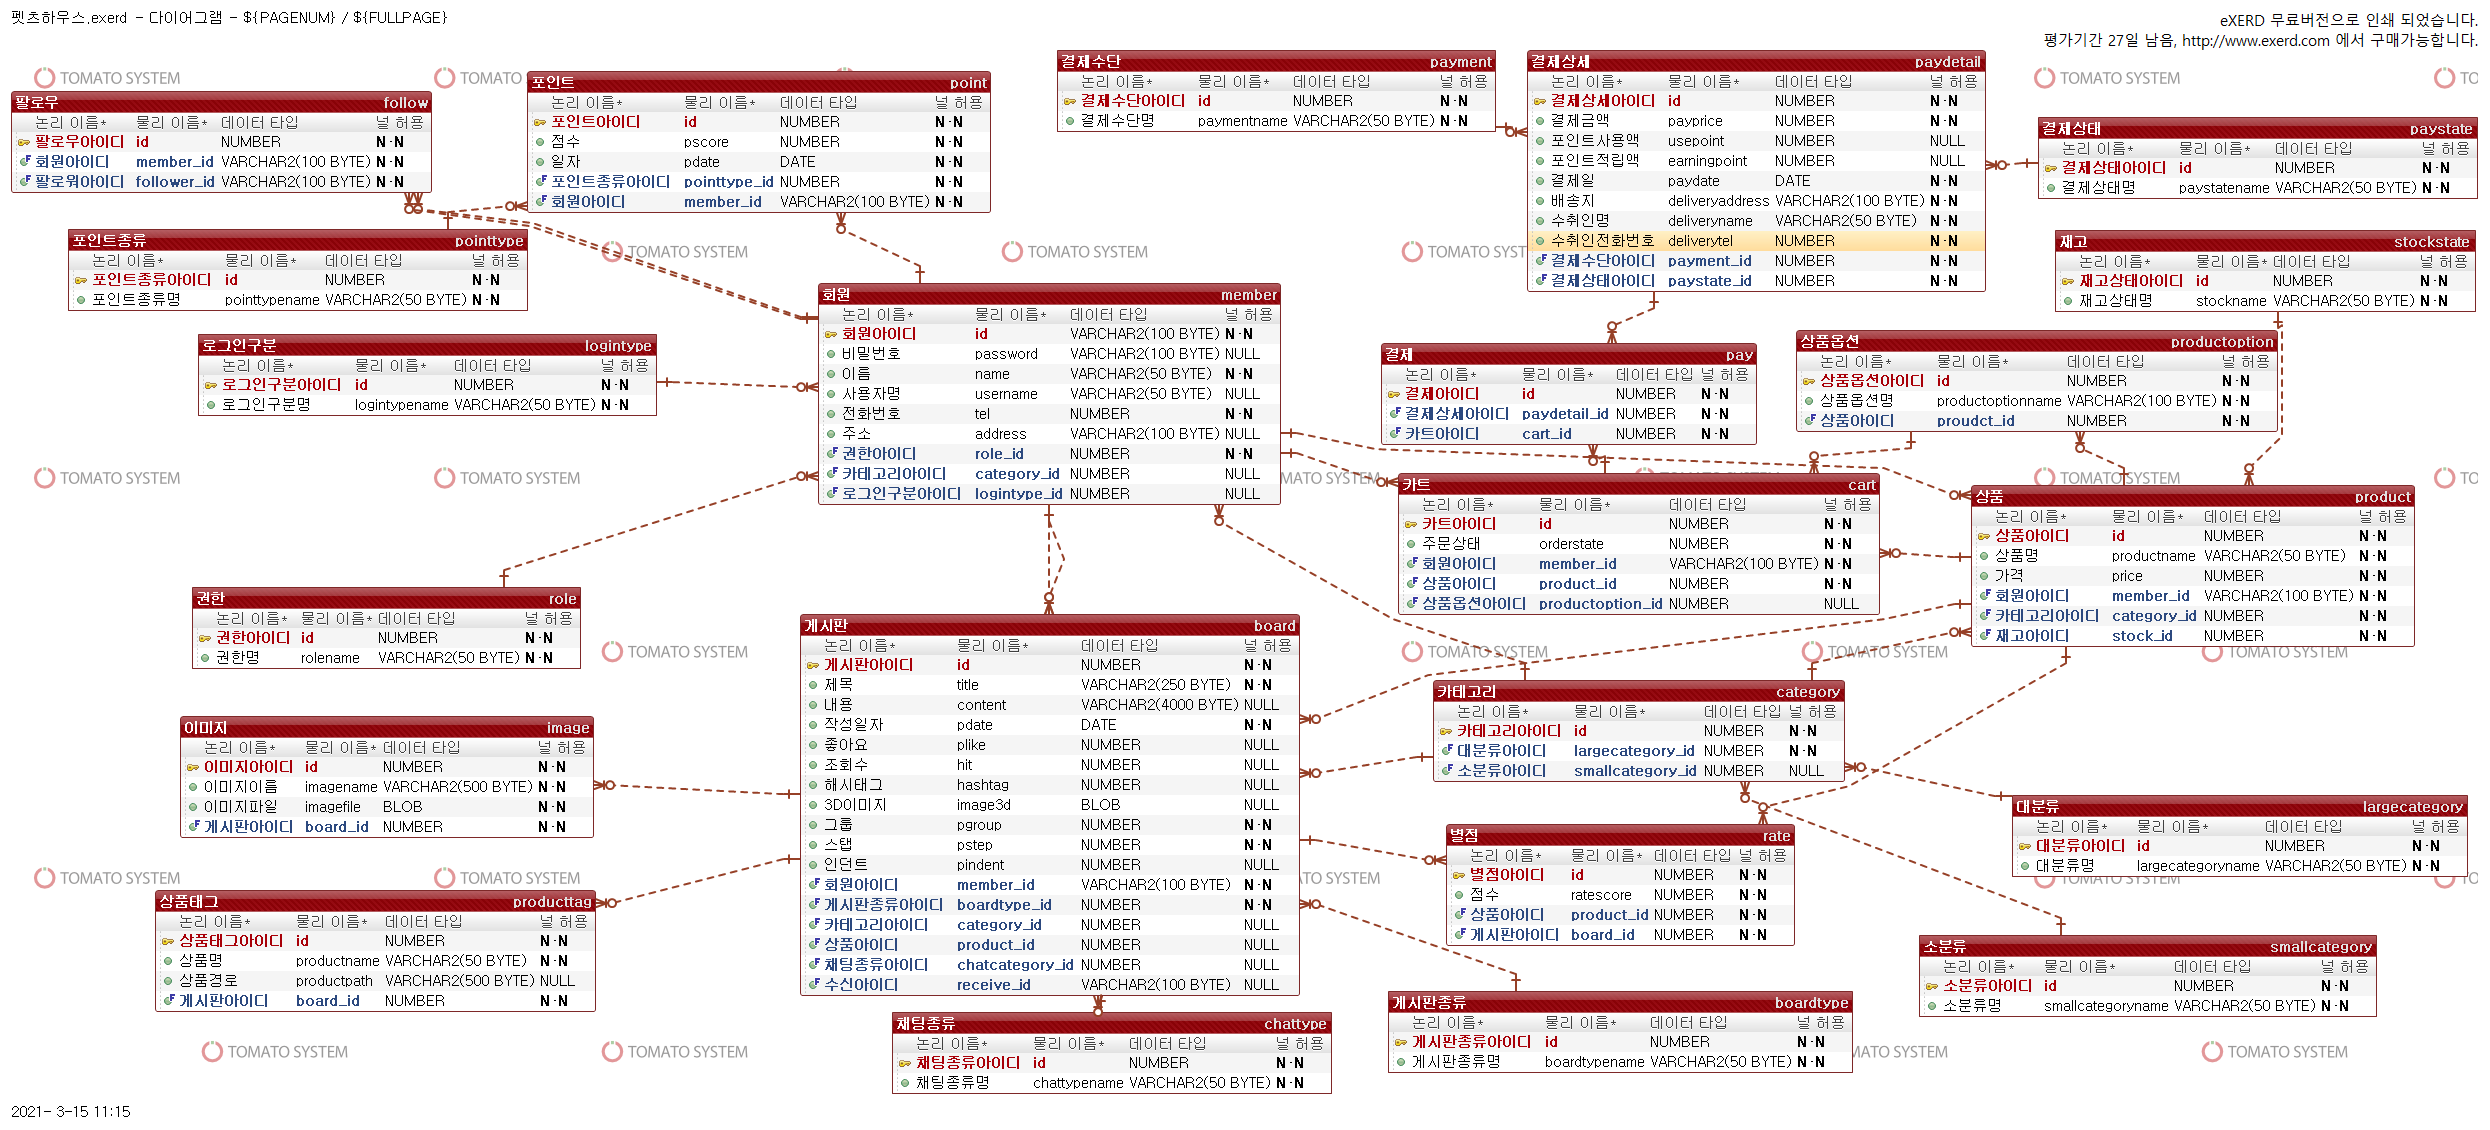 펫츠하우스.exerd - 다이어그램 - ${PAGENUM} / ${FULLPAGE}
eXERD 무료버전으로 인쇄 되었습니다.
평가기간 27일 남음, http://www.exerd.com 에서 구매가능합니다.
팔로우 follow
논리 이름* 물리 이름* 데이터 타입 널 허용
팔로우아이디 id NUMBER N-N
회원아이디 member_id VARCHAR2(100 BYTE) N-N
팔로워아이디 follower_id VARCHAR2(100 BYTE) N-N
포인트 point
논리 이름* 물리 이름* 데이터 타입 널 허용
포인트아이디 id NUMBER N-N
점수 pscore NUMBER N-N
일자 pdate DATE N-N
포인트종류아이디 pointtype_id NUMBER N-N
회원아이디 member_id VARCHAR2(100 BYTE) N-N
결제수단 payment
논리 이름* 물리 이름* 데이터 타입 널 허용
결제수단아이디 id NUMBER N-N
결제수단명 paymentname VARCHAR2(50 BYTE) N-N
결제상세 paydetail
논리 이름* 물리 이름* 데이터 타입 널 허용
결제상세아이디 id NUMBER N-N
결제금액 payprice NUMBER N-N
포인트사용액 usepoint NUMBER NULL
포인트적립액 earningpoint NUMBER NULL
결제일 paydate DATE N-N
배송지 deliveryaddress VARCHAR2(100 BYTE) N-N
수취인명 deliveryname VARCHAR2(50 BYTE) N-N
수취인전화번호 deliverytel NUMBER N-N
결제수단아이디 payment_id NUMBER N-N
결제상태아이디 paystate_id NUMBER N-N
결제상태 paystate
논리 이름* 물리 이름* 데이터 타입 널 허용
결제상태아이디 id NUMBER N-N
결제상태명 paystatename VARCHAR2(50 BYTE) N-N
포인트종류 pointtype
논리 이름* 물리 이름* 데이터 타입 널 허용
포인트종류아이디 id NUMBER N-N
포인트종류명 pointtypename VARCHAR2(50 BYTE) N-N
재고 stockstate
논리 이름* 물리 이름* 데이터 타입 널 허용
재고상태아이디 id NUMBER N-N
재고상태명 stockname VARCHAR2(50 BYTE) N-N
회원 member
논리 이름* 물리 이름* 데이터 타입 널 허용
회원아이디 id VARCHAR2(100 BYTE) N-N
비밀번호 password VARCHAR2(100 BYTE) NULL
이름 name VARCHAR2(50 BYTE) N-N
사용자명 username VARCHAR2(50 BYTE) NULL
전화번호 tel NUMBER N-N
주소 address VARCHAR2(100 BYTE) NULL
권한아이디 role_id NUMBER N-N
카테고리아이디 category_id NUMBER NULL
로그인구분아이디 logintype_id NUMBER NULL
로그인구분 logintype
논리 이름* 물리 이름* 데이터 타입 널 허용
로그인구분아이디 id NUMBER N-N
로그인구분명 logintypename VARCHAR2(50 BYTE) N-N
결제 pay
논리 이름* 물리 이름* 데이터 타입 널 허용
결제아이디 id NUMBER N-N
결제상세아이디 paydetail_id NUMBER N-N
카트아이디 cart_id NUMBER N-N
상품옵션 productoption
논리 이름* 물리 이름* 데이터 타입 널 허용
상품옵션아이디 id NUMBER N-N
상품옵션명 productoptionname VARCHAR2(100 BYTE) N-N
상품아이디 proudct_id NUMBER N-N
카트 cart
논리 이름* 물리 이름* 데이터 타입 널 허용
카트아이디 id NUMBER N-N
주문상태 orderstate NUMBER N-N
회원아이디 member_id VARCHAR2(100 BYTE) N-N
상품아이디 product_id NUMBER N-N
상품옵션아이디 productoption_id NUMBER NULL
상품 product
논리 이름* 물리 이름* 데이터 타입 널 허용
상품아이디 id NUMBER N-N
상품명 productname VARCHAR2(50 BYTE) N-N
가격 price NUMBER N-N
회원아이디 member_id VARCHAR2(100 BYTE) N-N
카테고리아이디 category_id NUMBER N-N
재고아이디 stock_id NUMBER N-N
권한 role
논리 이름* 물리 이름* 데이터 타입 널 허용
권한아이디 id NUMBER N-N
권한명 rolename VARCHAR2(50 BYTE) N-N
게시판 board
논리 이름* 물리 이름* 데이터 타입 널 허용
게시판아이디 id NUMBER N-N
제목 title VARCHAR2(250 BYTE) N-N
내용 content VARCHAR2(4000 BYTE) NULL
작성일자 pdate DATE N-N
좋아요 plike NUMBER NULL
조회수 hit NUMBER NULL
해시태그 hashtag NUMBER NULL
3D이미지 image3d BLOB NULL
그룹 pgroup NUMBER N-N
스탭 pstep NUMBER N-N
인던트 pindent NUMBER NULL
회원아이디 member_id VARCHAR2(100 BYTE) N-N
게시판종류아이디 boardtype_id NUMBER N-N
카테고리아이디 category_id NUMBER NULL
상품아이디 product_id NUMBER NULL
채팅종류아이디 chatcategory_id NUMBER NULL
수신아이디 receive_id VARCHAR2(100 BYTE) NULL
카테고리 category
논리 이름* 물리 이름* 데이터 타입 널 허용
카테고리아이디 id NUMBER N-N
대분류아이디 largecategory_id NUMBER N-N
소분류아이디 smallcategory_id NUMBER NULL
이미지 image
논리 이름* 물리 이름* 데이터 타입 널 허용
이미지아이디 id NUMBER N-N
이미지이름 imagename VARCHAR2(500 BYTE) N-N
이미지파일 imagefile BLOB N-N
게시판아이디 board_id NUMBER N-N
대분류 largecategory
논리 이름* 물리 이름* 데이터 타입 널 허용
대분류아이디 id NUMBER N-N
대분류명 largecategoryname VARCHAR2(50 BYTE) N-N
별점 rate
논리 이름* 물리 이름* 데이터 타입 널 허용
별점아이디 id NUMBER N-N
점수 ratescore NUMBER N-N
상품아이디 product_id NUMBER N-N
게시판아이디 board_id NUMBER N-N
상품태그 producttag
논리 이름* 물리 이름* 데이터 타입 널 허용
상품태그아이디 id NUMBER N-N
상품명 productname VARCHAR2(50 BYTE) N-N
상품경로 productpath VARCHAR2(500 BYTE) NULL
게시판아이디 board_id NUMBER N-N
소분류 smallcategory
논리 이름* 물리 이름* 데이터 타입 널 허용
소분류아이디 id NUMBER N-N
소분류명 smallcategoryname VARCHAR2(50 BYTE) N-N
게시판종류 boardtype
논리 이름* 물리 이름* 데이터 타입 널 허용
게시판종류아이디 id NUMBER N-N
게시판종류명 boardtypename VARCHAR2(50 BYTE) N-N
채팅종류 chattype
논리 이름* 물리 이름* 데이터 타입 널 허용
채팅종류아이디 id NUMBER N-N
채팅종류명 chattypename VARCHAR2(50 BYTE) N-N
TOMATO SYSTEM
2021- 3-15 11:15